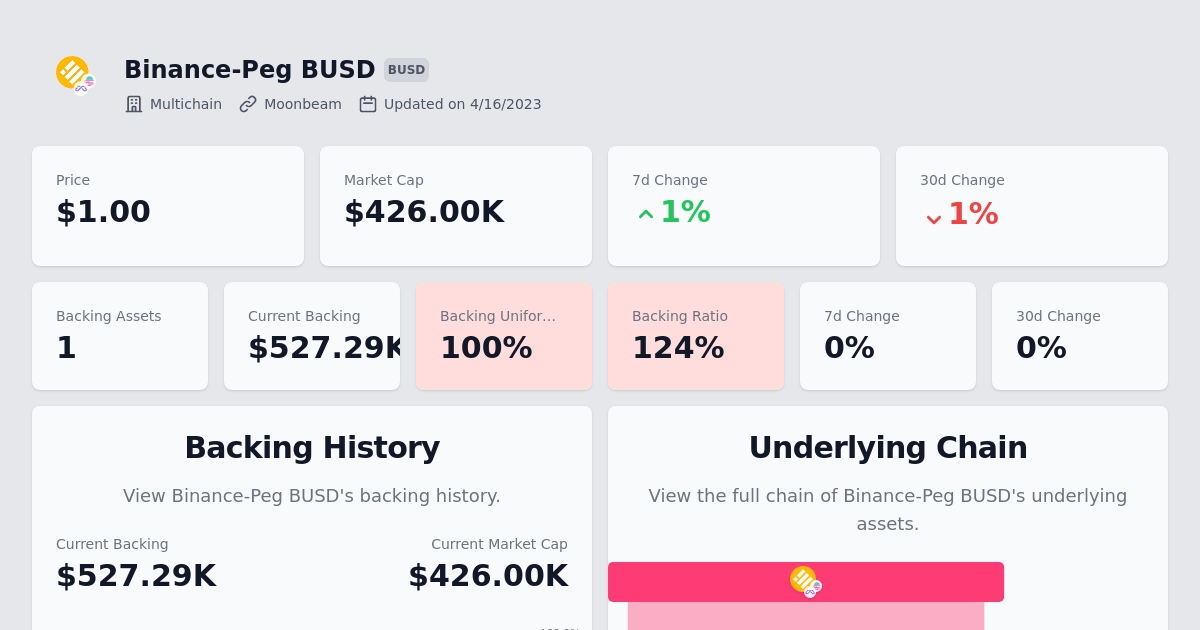 Binance-Peg BUSD BUSD
Multichain Moonbeam Updated on 4/16/2023
Price
$1.00
Market Cap
$426.00K
7d Change
1%
30d Change
1%
Backing Assets
1
Current Backing
$527.29K
Backing Unifor...
100%
Backing Ratio
124%
7d Change
0%
30d Change
0%
Backing History
View Binance-Peg BUSD's backing history.
Current Backing
$527.29K
Current Market Cap
$426.00K
Underlying Chain
View the full chain of Binance-Peg BUSD's underlying
assets.